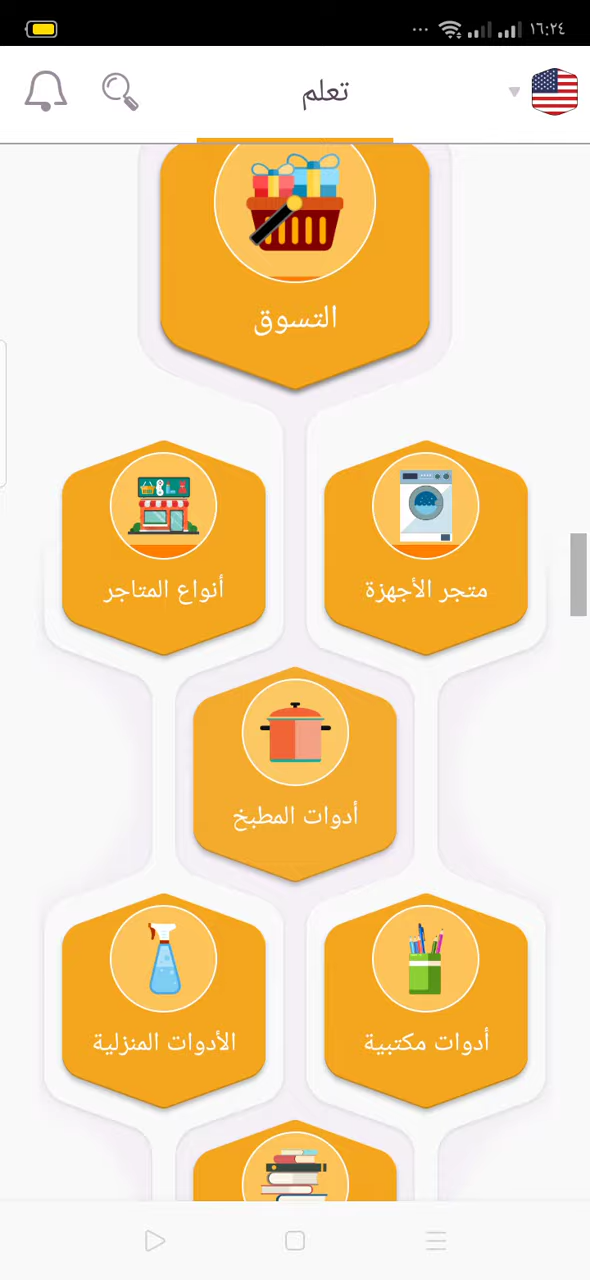 ١٦:٢٤
تعلم
التسوق
متجر الأجهزة
أنواع المتاجر
أدوات المطبخ
أدوات مكتبية
الأدوات المنزلية